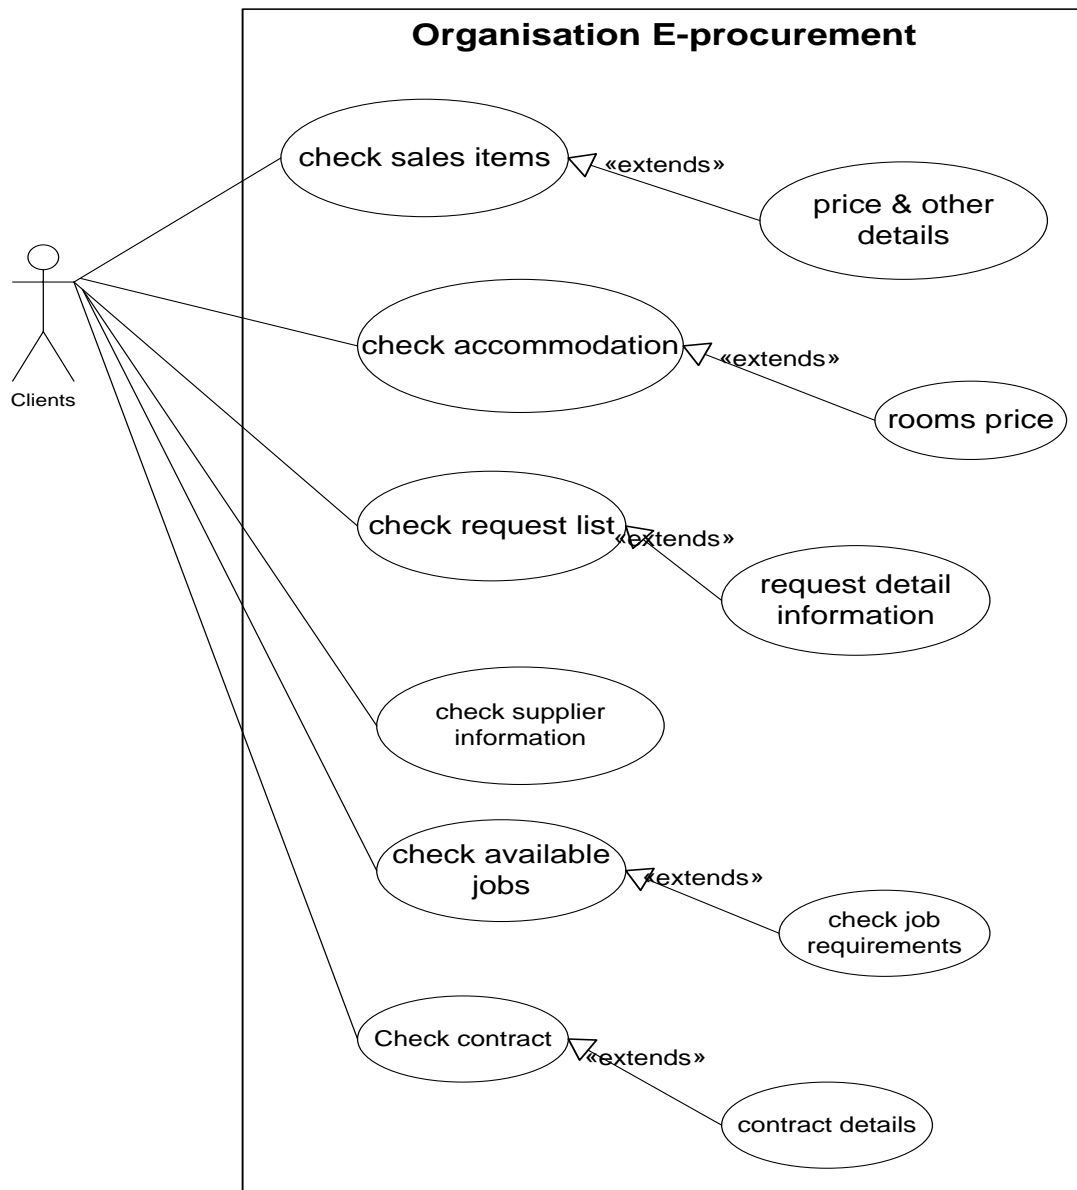 Organisation E-procurement
check sales items
«extends»
price & other
details
check accommodation
«extends»
Clients
rooms price
check request list
«extends»
request detail
information
check supplier
information
check available
jobs
«extends»
check job
requirements
Check contract
«extends»
contract details